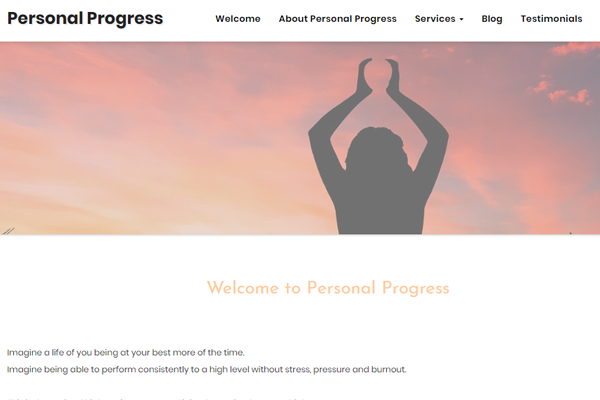 Personal Progress
Welcome
About Personal Progress
Services
Blog
Testimonials
Welcome to Personal Progress
Imagine a life of you being at your best more of the time.
Imagine being able to perform consistently to a high level without stress, pressure and burnout.